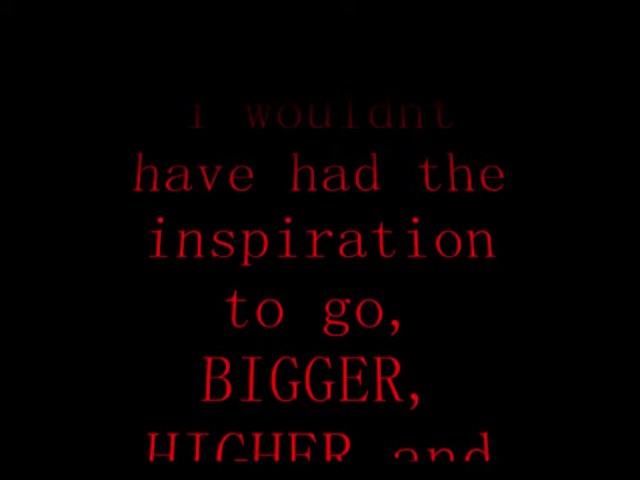 i wouldnt
have had the
inspiration
to go,
BIGGER,
HIGHER and